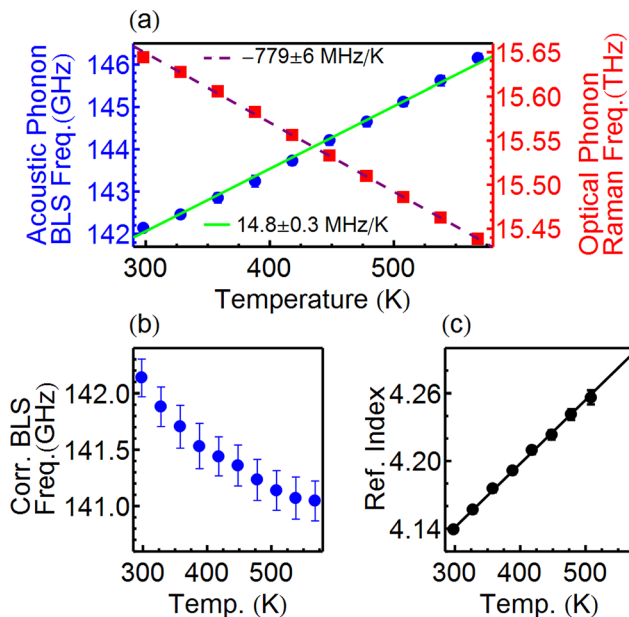 (a)
−779±6 MHz/K
14.8±0.3 MHz/K
Acoustic Phonon
BLS Freq.(GHz)
146
145
144
143
142
Optical Phonon
Raman Freq.(THz)
15.65
15.60
15.55
15.50
15.45
300 400 500
Temperature (K)
(b)
Corr. BLS
Freq.(GHz)
142.0
141.5
141.0
300 400 500
Temp. (K)
(c)
Ref. Index
4.26
4.20
4.14
300 400 500
Temp. (K)